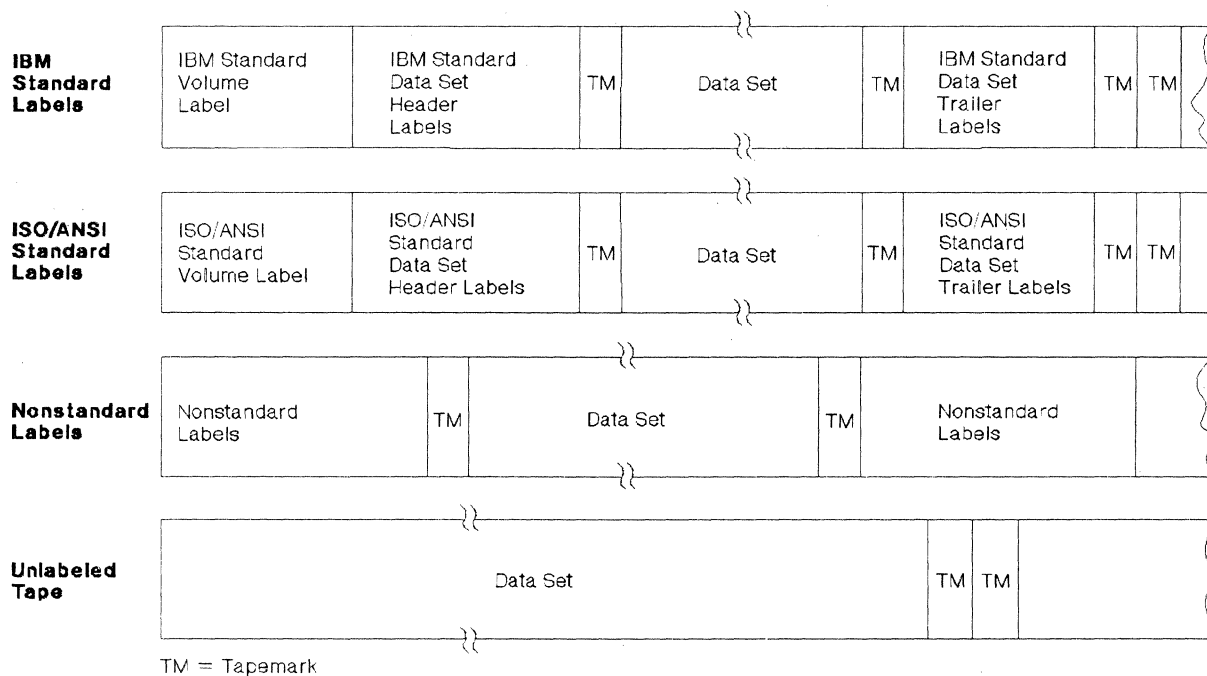 IBM
Standard
Labels
IBM Standard
Volume
Label
IBM Standard
Data Set
Header
Labels
TM
Data Set
TM
IBM Standard
Data Set
Trailer
Labels
TM
TM
ISO/ANSI
Standard
Labels
ISO/ANSI
Standard
Volume Label
ISO/ANSI
Standard
Data Set
Header Labels
TM
Data Set
TM
ISO/ANSI
Standard
Data Set
Trailer Labels
TM
TM
Nonstandard
Labels
Nonstandard
Labels
TM
Data Set
TM
Nonstandard
Labels
Unlabeled
Tape
Data Set
TM
TM
TM = Tapemark